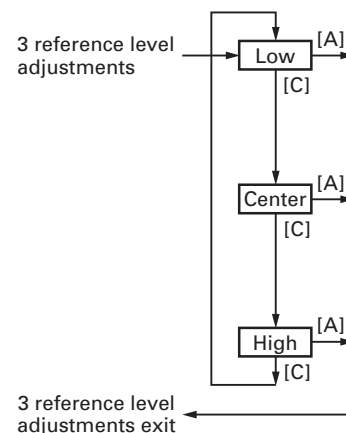 3 reference level
adjustments
Low
[A]
[C]
Center
[A]
[C]
High
[A]
[C]
3 reference level
adjustments exit